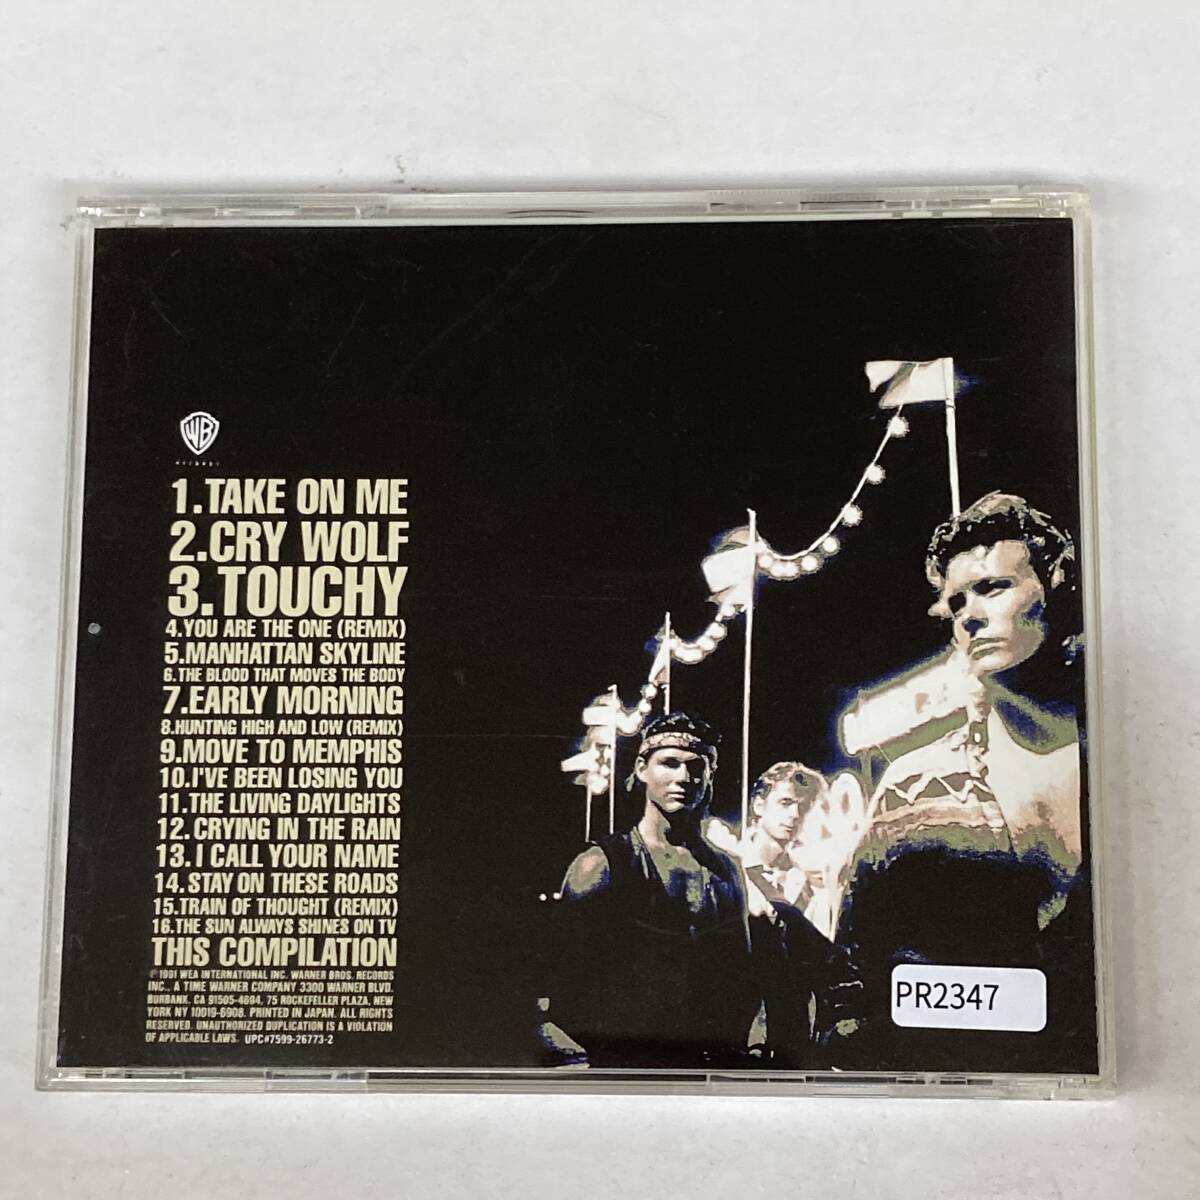 WB
RECORDS
1.TAKE ON ME
2.CRY WOLF
3.TOUCHY
4.YOU ARE THE ONE (REMIX)
5.MANHATTAN SKYLINE
6.THE BLOOD THAT MOVES THE BODY
7.EARLY MORNING
8.HUNTING HIGH AND LOW (REMIX)
9.MOVE TO MEMPHIS
10.I'VE BEEN LOSING YOU
11.THE LIVING DAYLIGHTS
12.CRYING IN THE RAIN
13.I CALL YOUR NAME
14.STAY ON THESE ROADS
15.TRAIN OF THOUGHT (REMIX)
16.THE SUN ALWAYS SHINES ON TV
THIS COMPILATION
©1991 WEA INTERNATIONAL INC. WARNER BROS. RECORDS
INC., A TIME WARNER COMPANY 3300 WARNER BLVD.
BURBANK, CA 91505-4694, 75 ROCKEFELLER PLAZA, NEW
YORK NY 10019-6908. PRINTED IN JAPAN. ALL RIGHTS
RESERVED. UNAUTHORIZED DUPLICATION IS A VIOLATION
OF APPLICABLE LAWS. UPC#7599-26773-2
PR2347